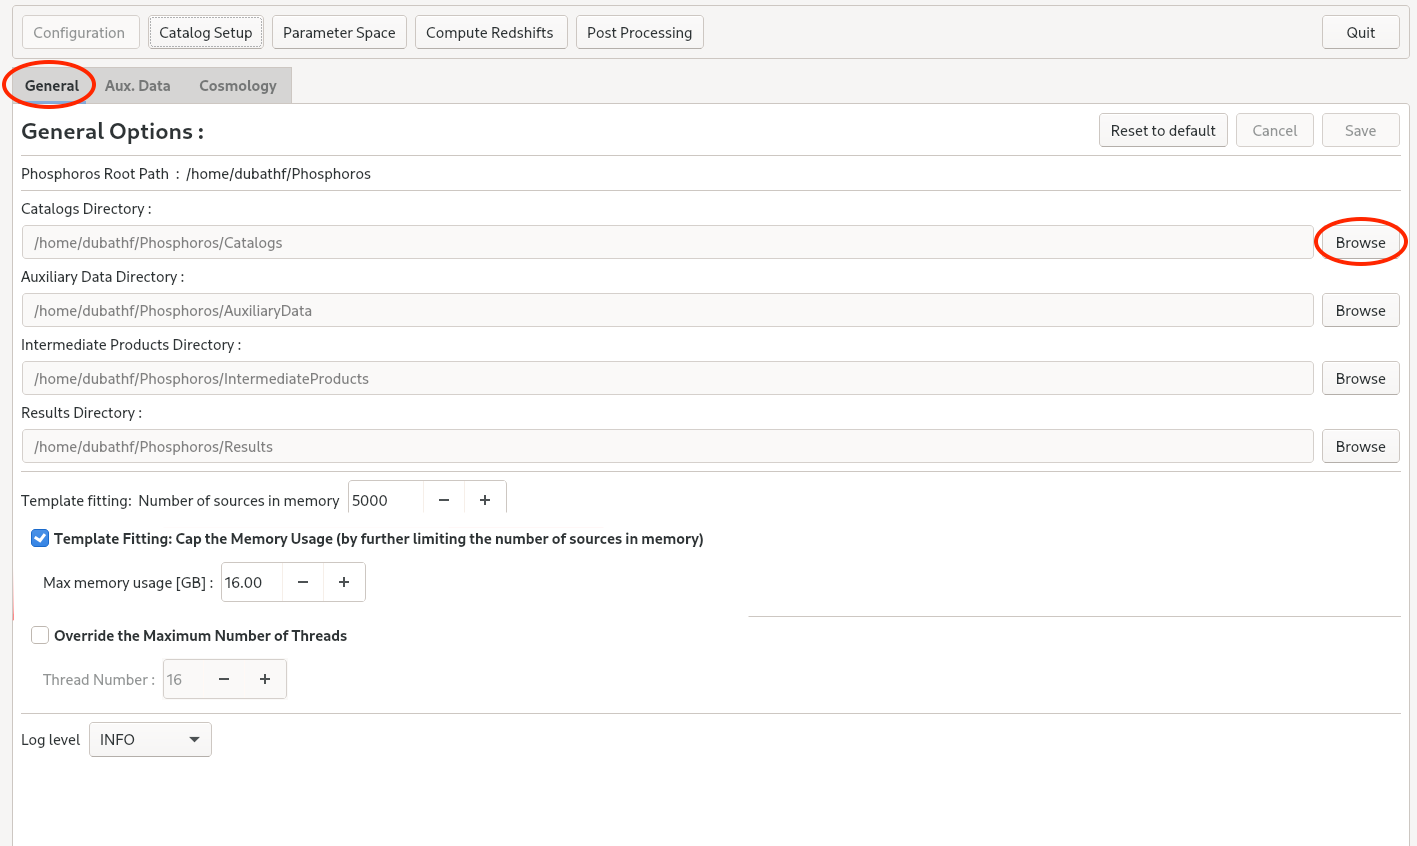 Configuration Catalog Setup Parameter Space Compute Redshifts Post Processing Quit
General Aux. Data Cosmology
General Options : Reset to default Cancel Save
Phosphoros Root Path : /home/dubathf/Phosphoros
Catalogs Directory :
/home/dubathf/Phosphoros/Catalogs Browse
Auxiliary Data Directory :
/home/dubathf/Phosphoros/AuxiliaryData Browse
Intermediate Products Directory :
/home/dubathf/Phosphoros/IntermediateProducts Browse
Results Directory :
/home/dubathf/Phosphoros/Results Browse
Template fitting: Number of sources in memory 5000 − +
Template Fitting: Cap the Memory Usage (by further limiting the number of sources in memory)
Max memory usage [GB] : 16.00 − +
Override the Maximum Number of Threads
Thread Number : 16 − +
Log level INFO